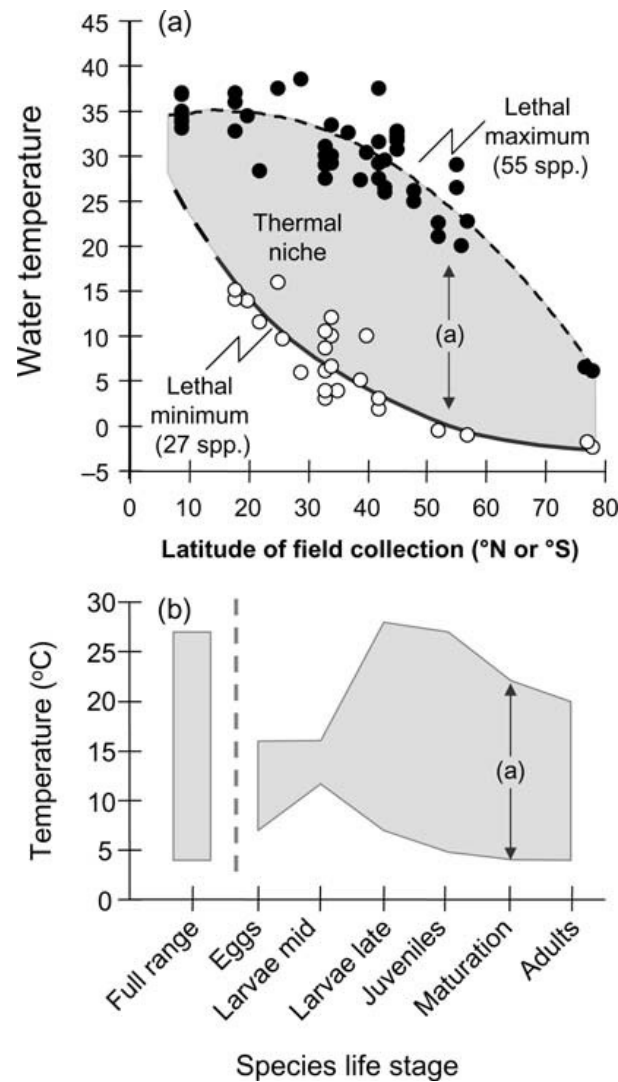 (a)
45
40
35
30
25
20
15
10
5
0
–5
Water temperature
Lethal
maximum
(55 spp.)
Thermal
niche
(a)
Lethal
minimum
(27 spp.)
0 10 20 30 40 50 60 70 80
Latitude of field collection (°N or °S)
(b)
30
25
20
15
10
5
0
Temperature (°C)
(a)
Full range
Eggs
Larvae mid
Larvae late
Juveniles
Maturation
Adults
Species life stage